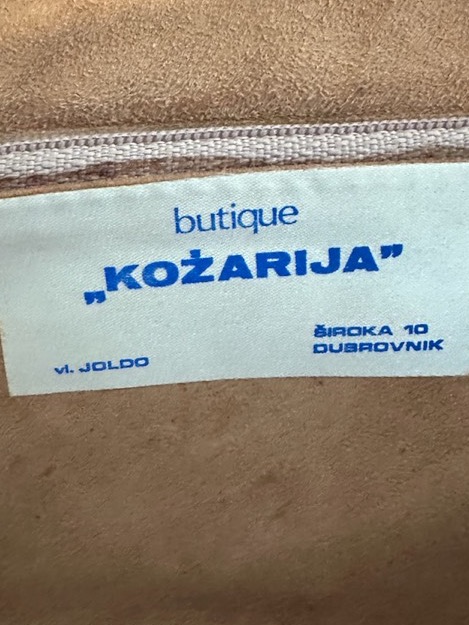 butique
„KOŽARIJA”
vl. JOLDO
ŠIROKA 10
DUBROVNIK